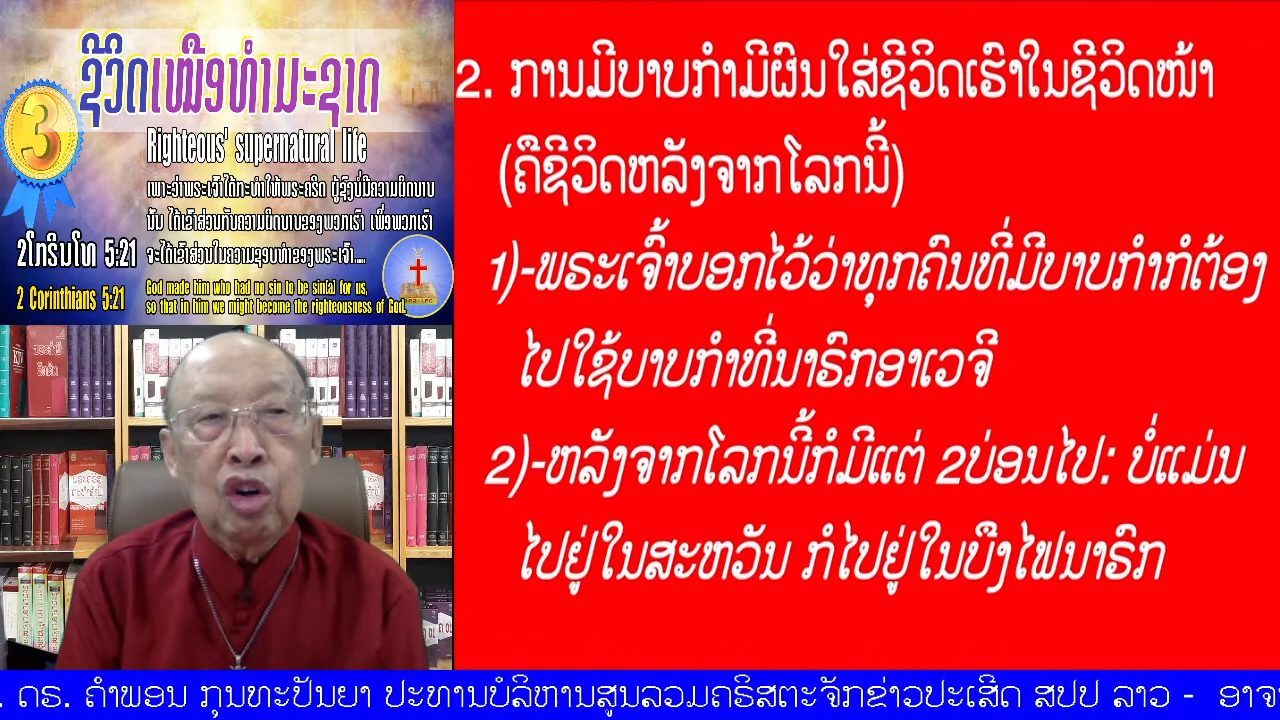 ຊີວິດເໜືອທຳມະຊາດ
3
Righteous' supernatural life
ເພາະວ່າພຣະເຈົ້າໄດ້ກະທຳໃຫ້ພຣະຄຣິດ ຜູ້ຊົງບໍ່ມີຄວາມຜິດບາບ
ນັ້ນ ໄດ້ເຂົ້າສ່ວນກັບຄວາມຜິດບາບຂອງພວກເຮົາ ເພື່ອພວກເຮົາ
2ໂກຣິນໂທ 5:21 ຈະໄດ້ເຂົ້າສ່ວນໃນຄວາມຊອບທຳຂອງພຣະເຈົ້າ....
2 Corinthians 5:21
God made him who had no sin to be sinful for us,
so that in him we might become the righteousness of God.
2. ການມີບາບກຳມີຜົນໃສ່ຊີວິດເຮົາໃນຊີວິດໜ້າ
(ຄືຊີວິດຫລັງຈາກໂລກນີ້)
1)-ພຣະເຈົ້າບອກໄວ້ວ່າທຸກຄົນທີ່ມີບາບກຳກໍຕ້ອງ
ໄປໃຊ້ບາບກຳທີ່ນາຣົກອາເວຈີ
2)-ຫລັງຈາກໂລກນີ້ກໍມີແຕ່ 2ບ່ອນໄປ: ບໍ່ແມ່ນ
ໄປຢູ່ໃນສະຫວັນ ກໍໄປຢູ່ໃນບຶງໄຟນາຣົກ
. ດຣ. ຄຳພອນ ກຸນທະປັນຍາ ປະທານບໍລິຫານສູນລວມຄຣິສຕະຈັກຂ່າວປະເສີດ ສປປ ລາວ - ອາຈ